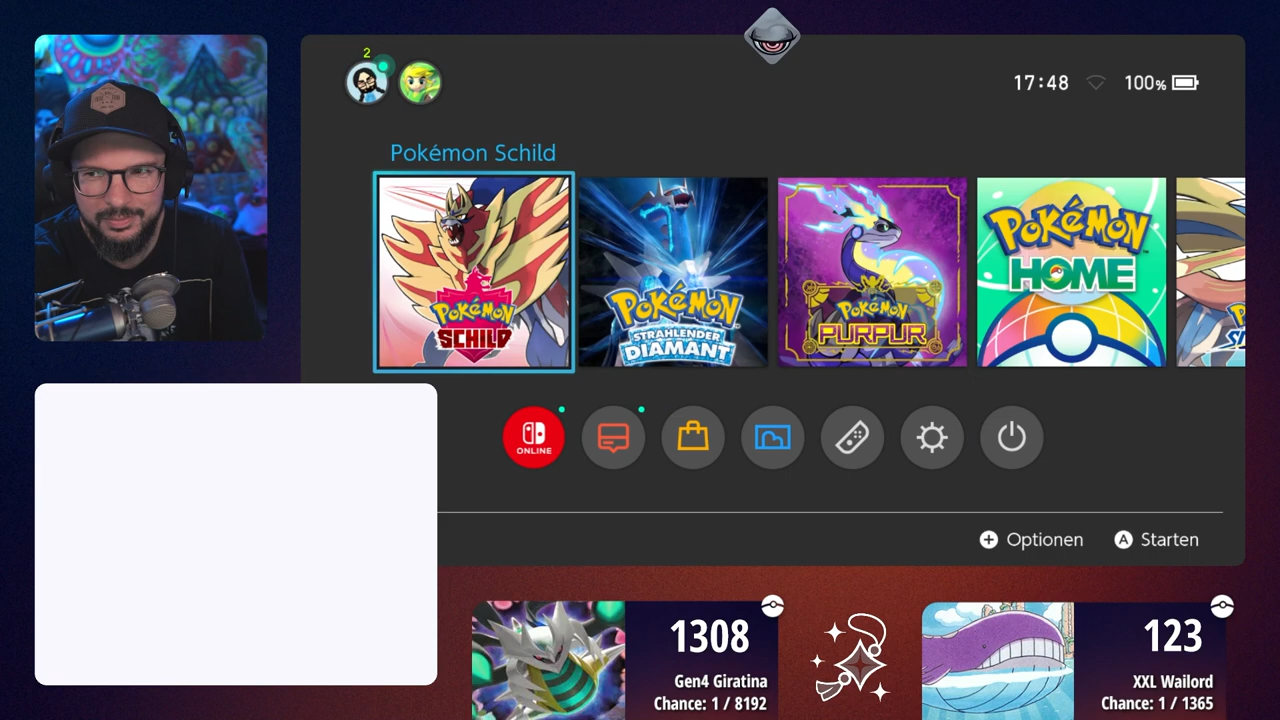 2
17:48
100%
Pokémon Schild
POKéMON
SCHILD
POKéMON
STRAHLENDER
DIAMANT
POKéMON
PURPUR
POKéMON
HOME
ONLINE
Optionen
A Starten
1308
Gen4 Giratina
Chance: 1 / 8192
123
XXL Wailord
Chance: 1 / 1365